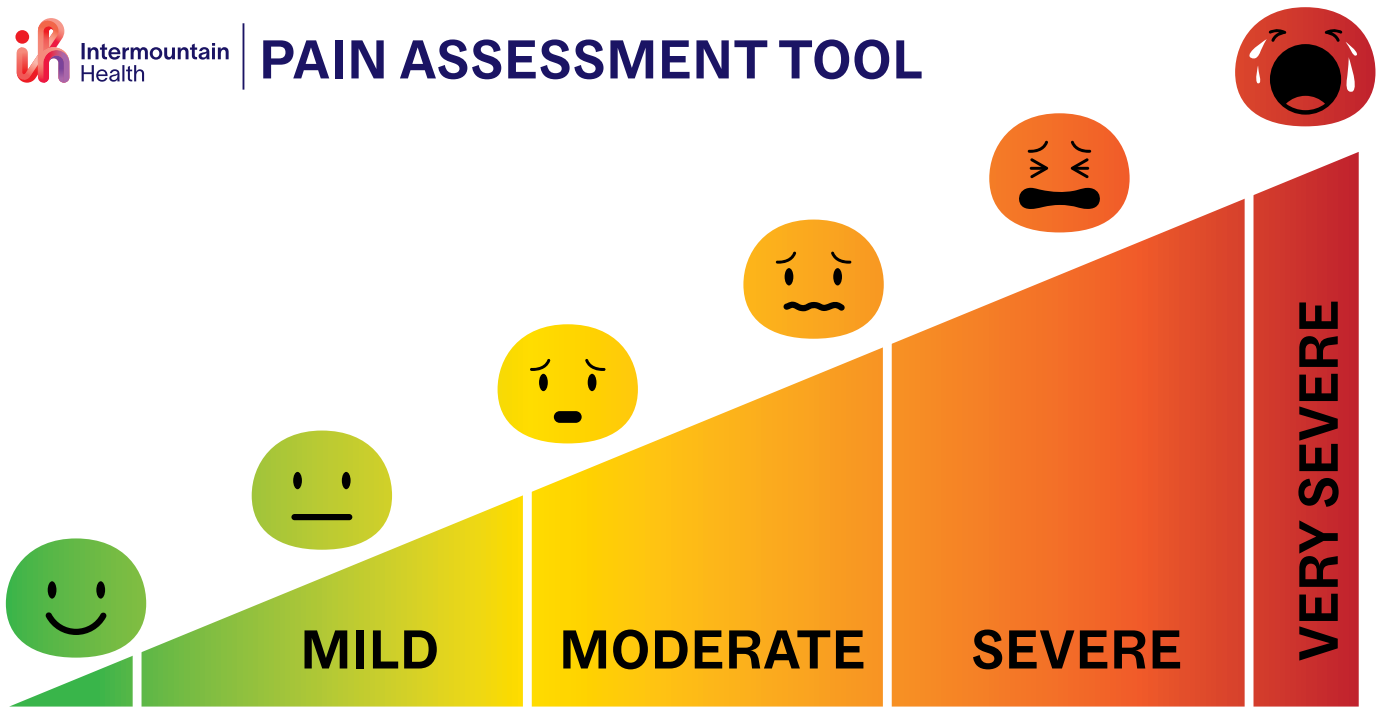 Intermountain
Health
PAIN ASSESSMENT TOOL
MILD
MODERATE
SEVERE
VERY SEVERE